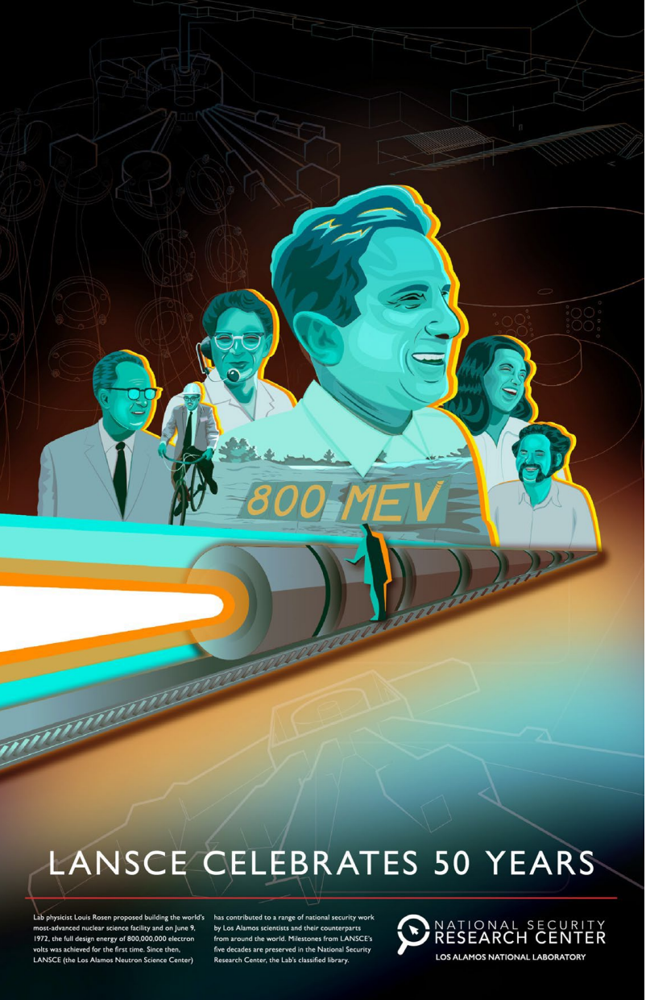 800 MEV
LANSCE CELEBRATES 50 YEARS
Lab physicist Louis Rosen proposed building the world's
most-advanced nuclear science facility and on June 9,
1972, the full design energy of 800,000,000 electron
volts was achieved for the first time. Since then,
LANSCE (the Los Alamos Neutron Science Center)
has contributed to a range of national security work
by Los Alamos scientists and their counterparts
from around the world. Milestones from LANSCE's
five decades are preserved in the National Security
Research Center, the Lab's classified library.
NATIONAL SECURITY
RESEARCH CENTER
LOS ALAMOS NATIONAL LABORATORY